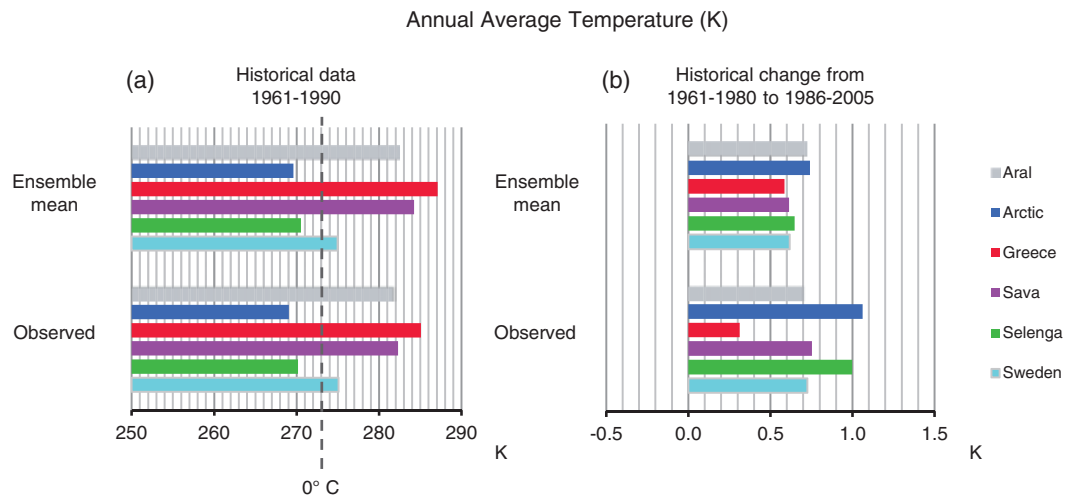 Annual Average Temperature (K)
(a)
Historical data
1961-1990
Ensemble
mean
Observed
250 260 270 280 290
K
0° C
(b)
Historical change from
1961-1980 to 1986-2005
Ensemble
mean
Observed
-0.5 0.0 0.5 1.0 1.5
K
Aral
Arctic
Greece
Sava
Selenga
Sweden